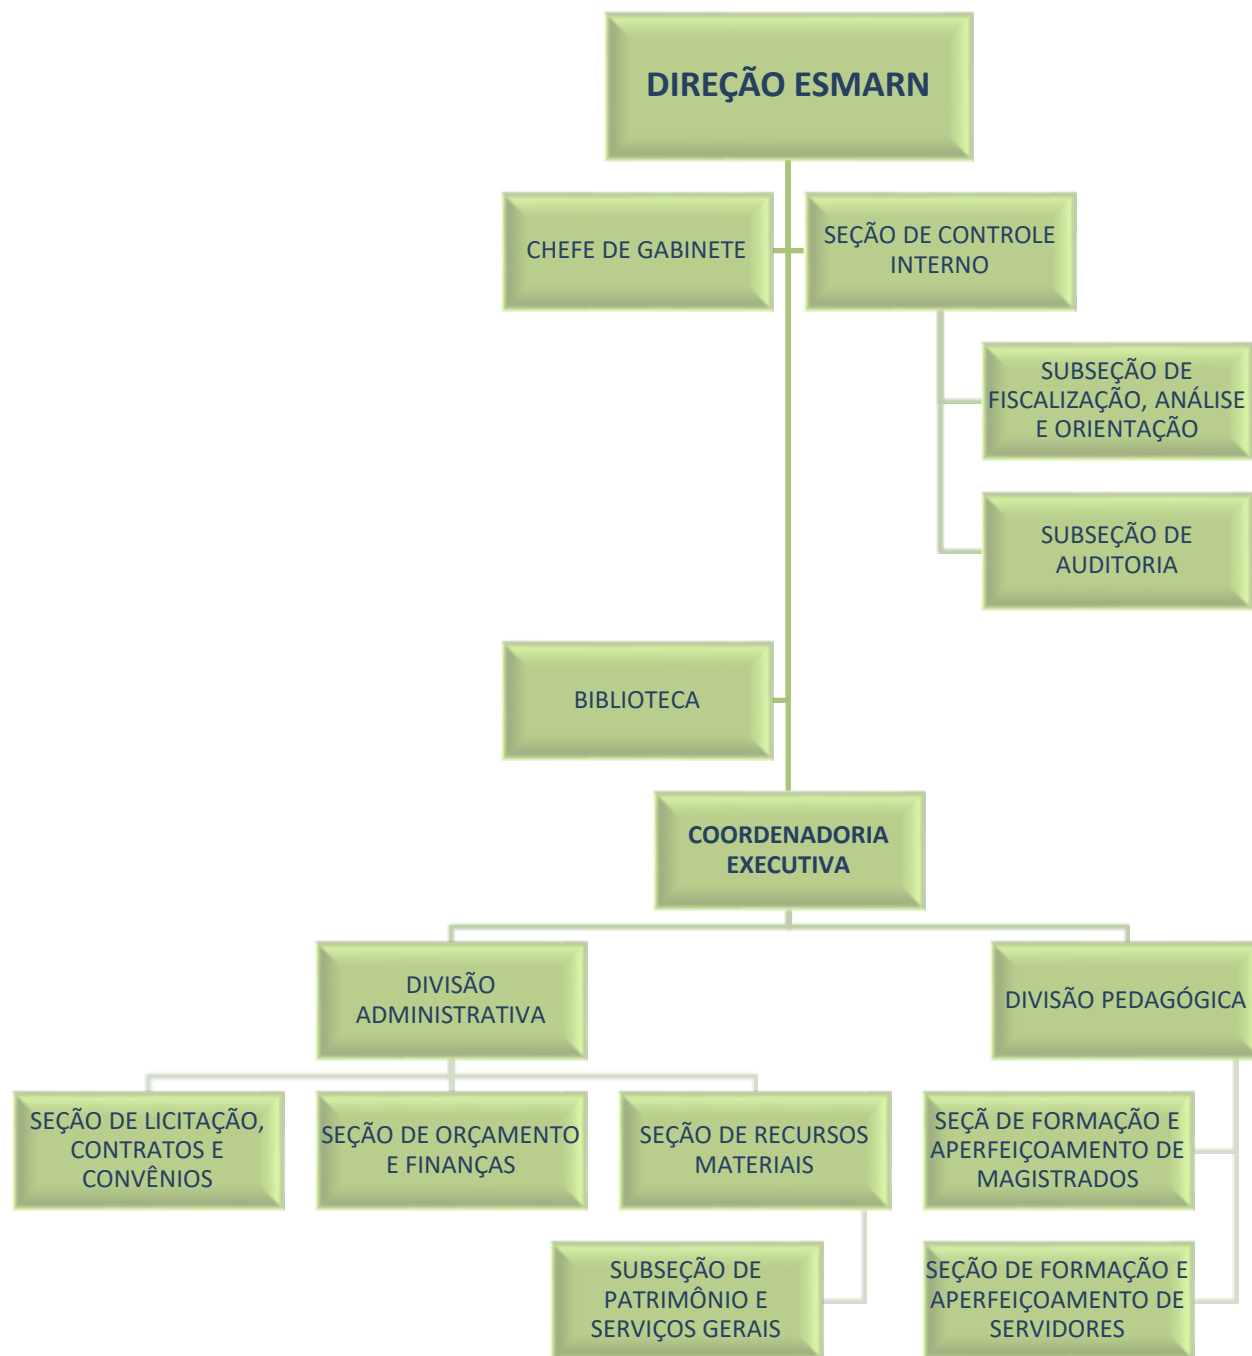 DIREÇÃO ESMARN
CHEFE DE GABINETE
SEÇÃO DE CONTROLE
INTERNO
SUBSEÇÃO DE
FISCALIZAÇÃO, ANÁLISE
E ORIENTAÇÃO
SUBSEÇÃO DE
AUDITORIA
BIBLIOTECA
COORDENADORIA
EXECUTIVA
DIVISÃO
ADMINISTRATIVA
DIVISÃO PEDAGÓGICA
SEÇÃO DE LICITAÇÃO,
CONTRATOS E
CONVÊNIOS
SEÇÃO DE ORÇAMENTO
E FINANÇAS
SEÇÃO DE RECURSOS
MATERIAIS
SEÇÃ DE FORMAÇÃO E
APERFEIÇOAMENTO DE
MAGISTRADOS
SUBSEÇÃO DE
PATRIMÔNIO E
SERVIÇOS GERAIS
SEÇÃO DE FORMAÇÃO E
APERFEIÇOAMENTO DE
SERVIDORES